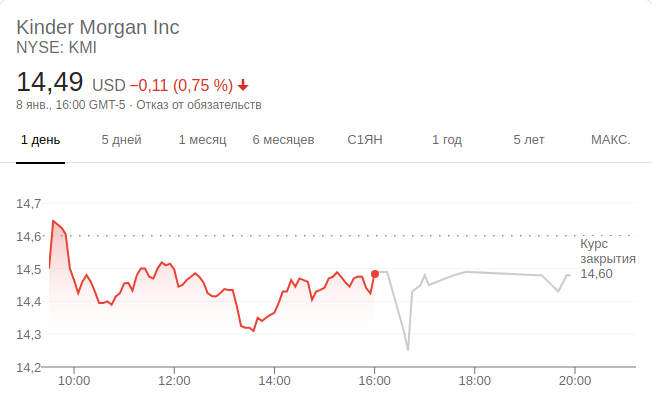 Kinder Morgan Inc
NYSE: KMI
14,49 USD −0,11 (0,75 %)
8 янв., 16:00 GMT-5 · Отказ от обязательств
1 день 5 дней 1 месяц 6 месяцев С1ЯН 1 год 5 лет МАКС.
14,7
14,6
Курс
закрытия
14,60
14,5
14,4
14,3
14,2
10:00 12:00 14:00 16:00 18:00 20:00